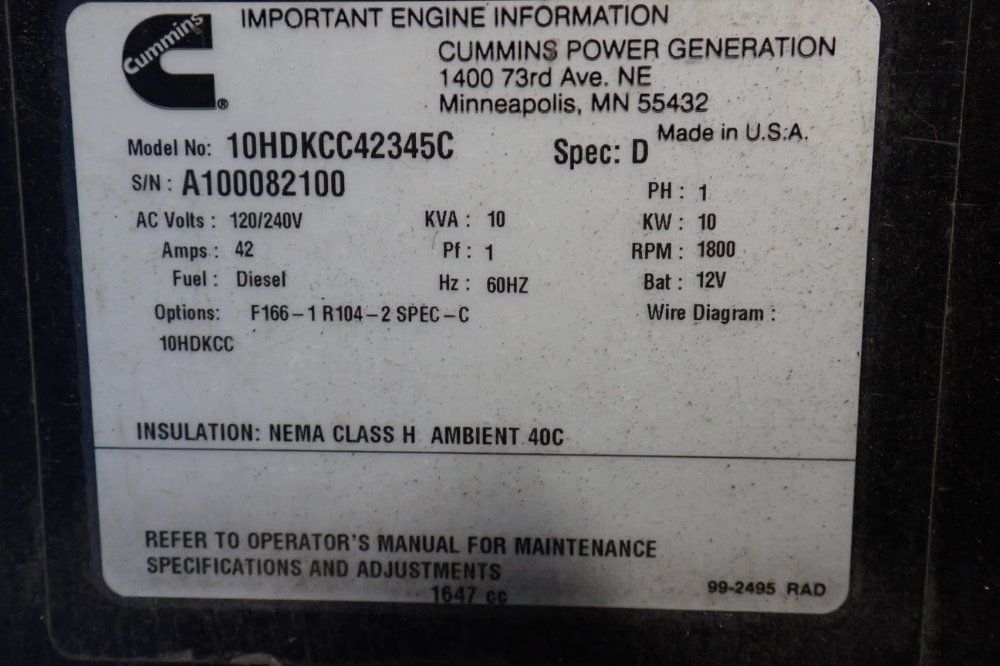 Cummins
®
IMPORTANT ENGINE INFORMATION
CUMMINS POWER GENERATION
1400 73rd Ave. NE
Minneapolis, MN 55432
Made in U.S.A.
Model No: 10HDKCC42345C Spec: D
S/N : A100082100 PH : 1
AC Volts : 120/240V KVA : 10 KW : 10
Amps : 42 Pf : 1 RPM : 1800
Fuel : Diesel Hz : 60HZ Bat : 12V
Options: F166-1 R104-2 SPEC-C Wire Diagram :
10HDKCC
INSULATION: NEMA CLASS H AMBIENT 40C
REFER TO OPERATOR'S MANUAL FOR MAINTENANCE
SPECIFICATIONS AND ADJUSTMENTS
1647 cc 99-2495 RAD